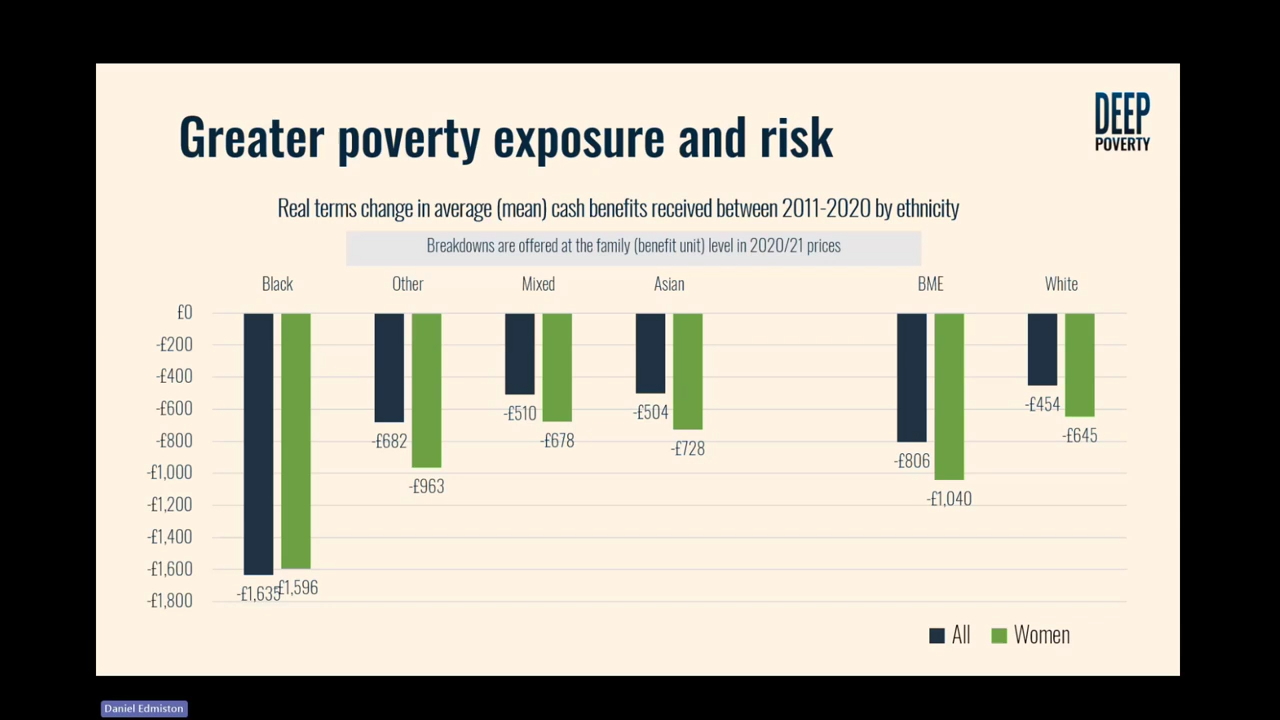 DEEP
POVERTY
Greater poverty exposure and risk
Real terms change in average (mean) cash benefits received between 2011-2020 by ethnicity
Breakdowns are offered at the family (benefit unit) level in 2020/21 prices
Black Other Mixed Asian BME White
£0
-£200
-£400
-£600
-£800
-£1,000
-£1,200
-£1,400
-£1,600
-£1,800
-£1,635 -£1,596
-£682 -£963
-£510 -£678
-£504 -£728
-£806 -£1,040
-£454 -£645
All Women
Daniel Edmiston